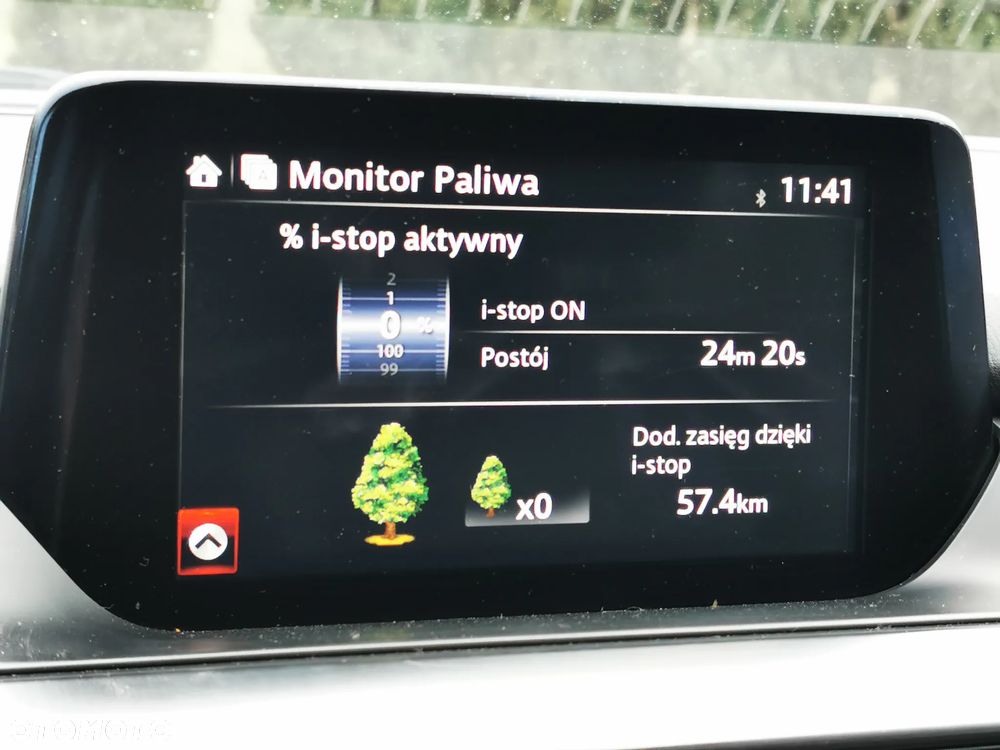 Monitor Paliwa
11:41
% i-stop aktywny
2
1
0 %
100
99
i-stop ON
Postój 24m 20s
x0
Dod. zasięg dzięki
i-stop
57.4km
OTOMOTO